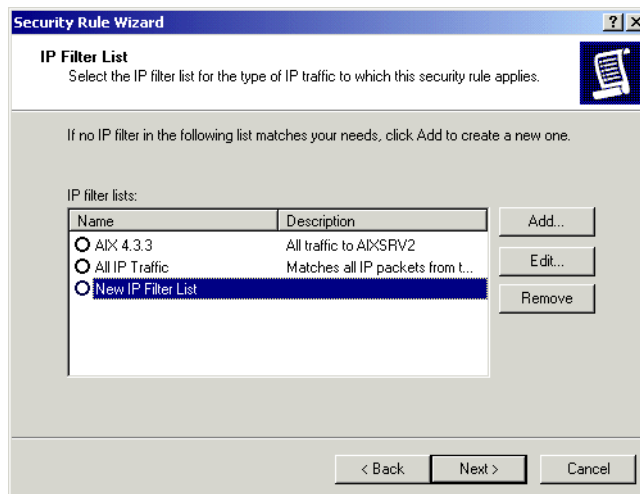 Security Rule Wizard
IP Filter List
Select the IP filter list for the type of IP traffic to which this security rule applies.
If no IP filter in the following list matches your needs, click Add to create a new one.
IP filter lists:
Name Description Add...
AIX 4.3.3 All traffic to AIXSRV2
All IP Traffic Matches all IP packets from t... Edit...
New IP Filter List
Remove
< Back Next > Cancel